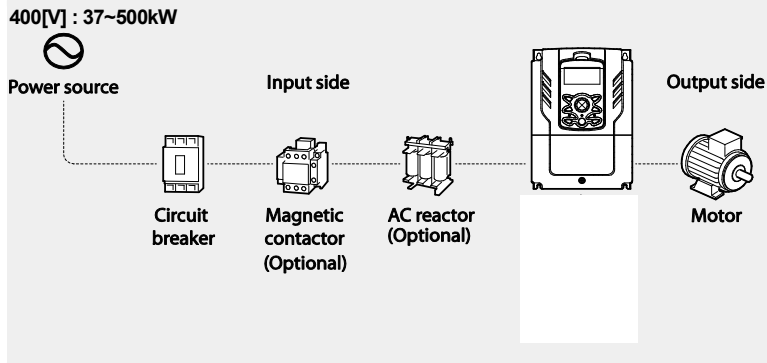 400[V] : 37~500kW
Power source
Input side
Output side
Circuit
breaker
Magnetic
contactor
(Optional)
AC reactor
(Optional)
Motor